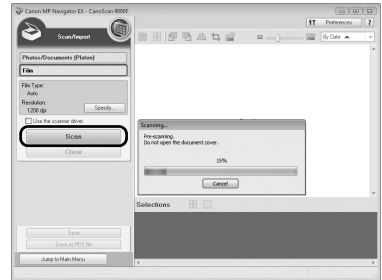 Canon MP Navigator EX - CanoScan 9000F
Scan/Import
Preferences
?
By Date
Photos/Documents (Platen)
Film
Film Type:
Auto
Resolution:
1200 dpi
Specify...
Use the scanner driver
Scan
Clear
Scanning...
Pre-scanning.
Do not open the document cover.
15%
Cancel
Selections
Save
Save as PDF file
Jump to Main Menu